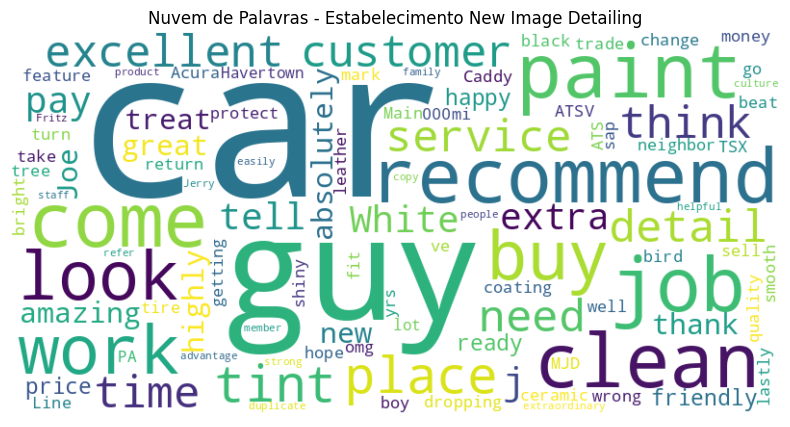 Nuvem de Palavras - Estabelecimento New Image Detailing
excellent customer black trade change money
feature product Acura Havertown mark family Caddy paint go
pay car happy culture beat
Fritz treat protect absolutely leather Main 000mi service ATSV ATS sap think
turn Joe great neighbor TSX
take return easily recommend
tree Jerry copy
bright staff come tell White people extra helpful detail
refer look getting guy ve buy bird sell smooth
highly shiny fit yrs coating well job quality
amazing tire member new lot need thank
work PA advantage hope omg ready clean lastly
price time strong tint place MJD
Line boy dropping j ceramic wrong friendly
duplicate extraordinary